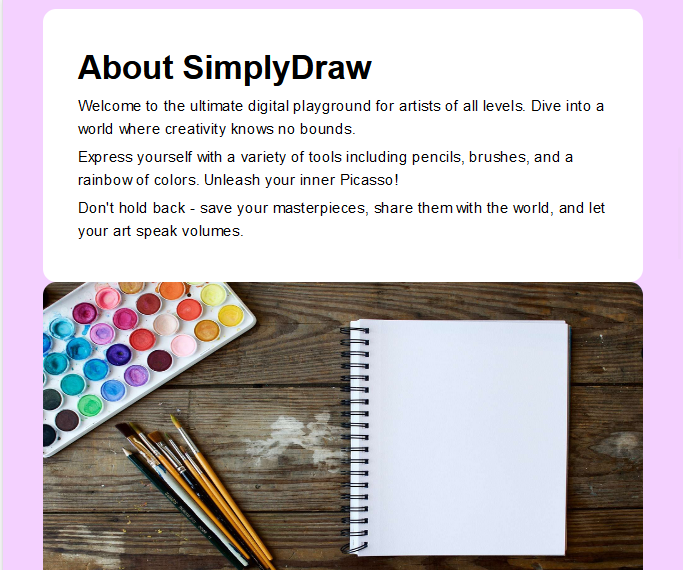 About SimplyDraw
Welcome to the ultimate digital playground for artists of all levels. Dive into a
world where creativity knows no bounds.
Express yourself with a variety of tools including pencils, brushes, and a
rainbow of colors. Unleash your inner Picasso!
Don't hold back - save your masterpieces, share them with the world, and let
your art speak volumes.